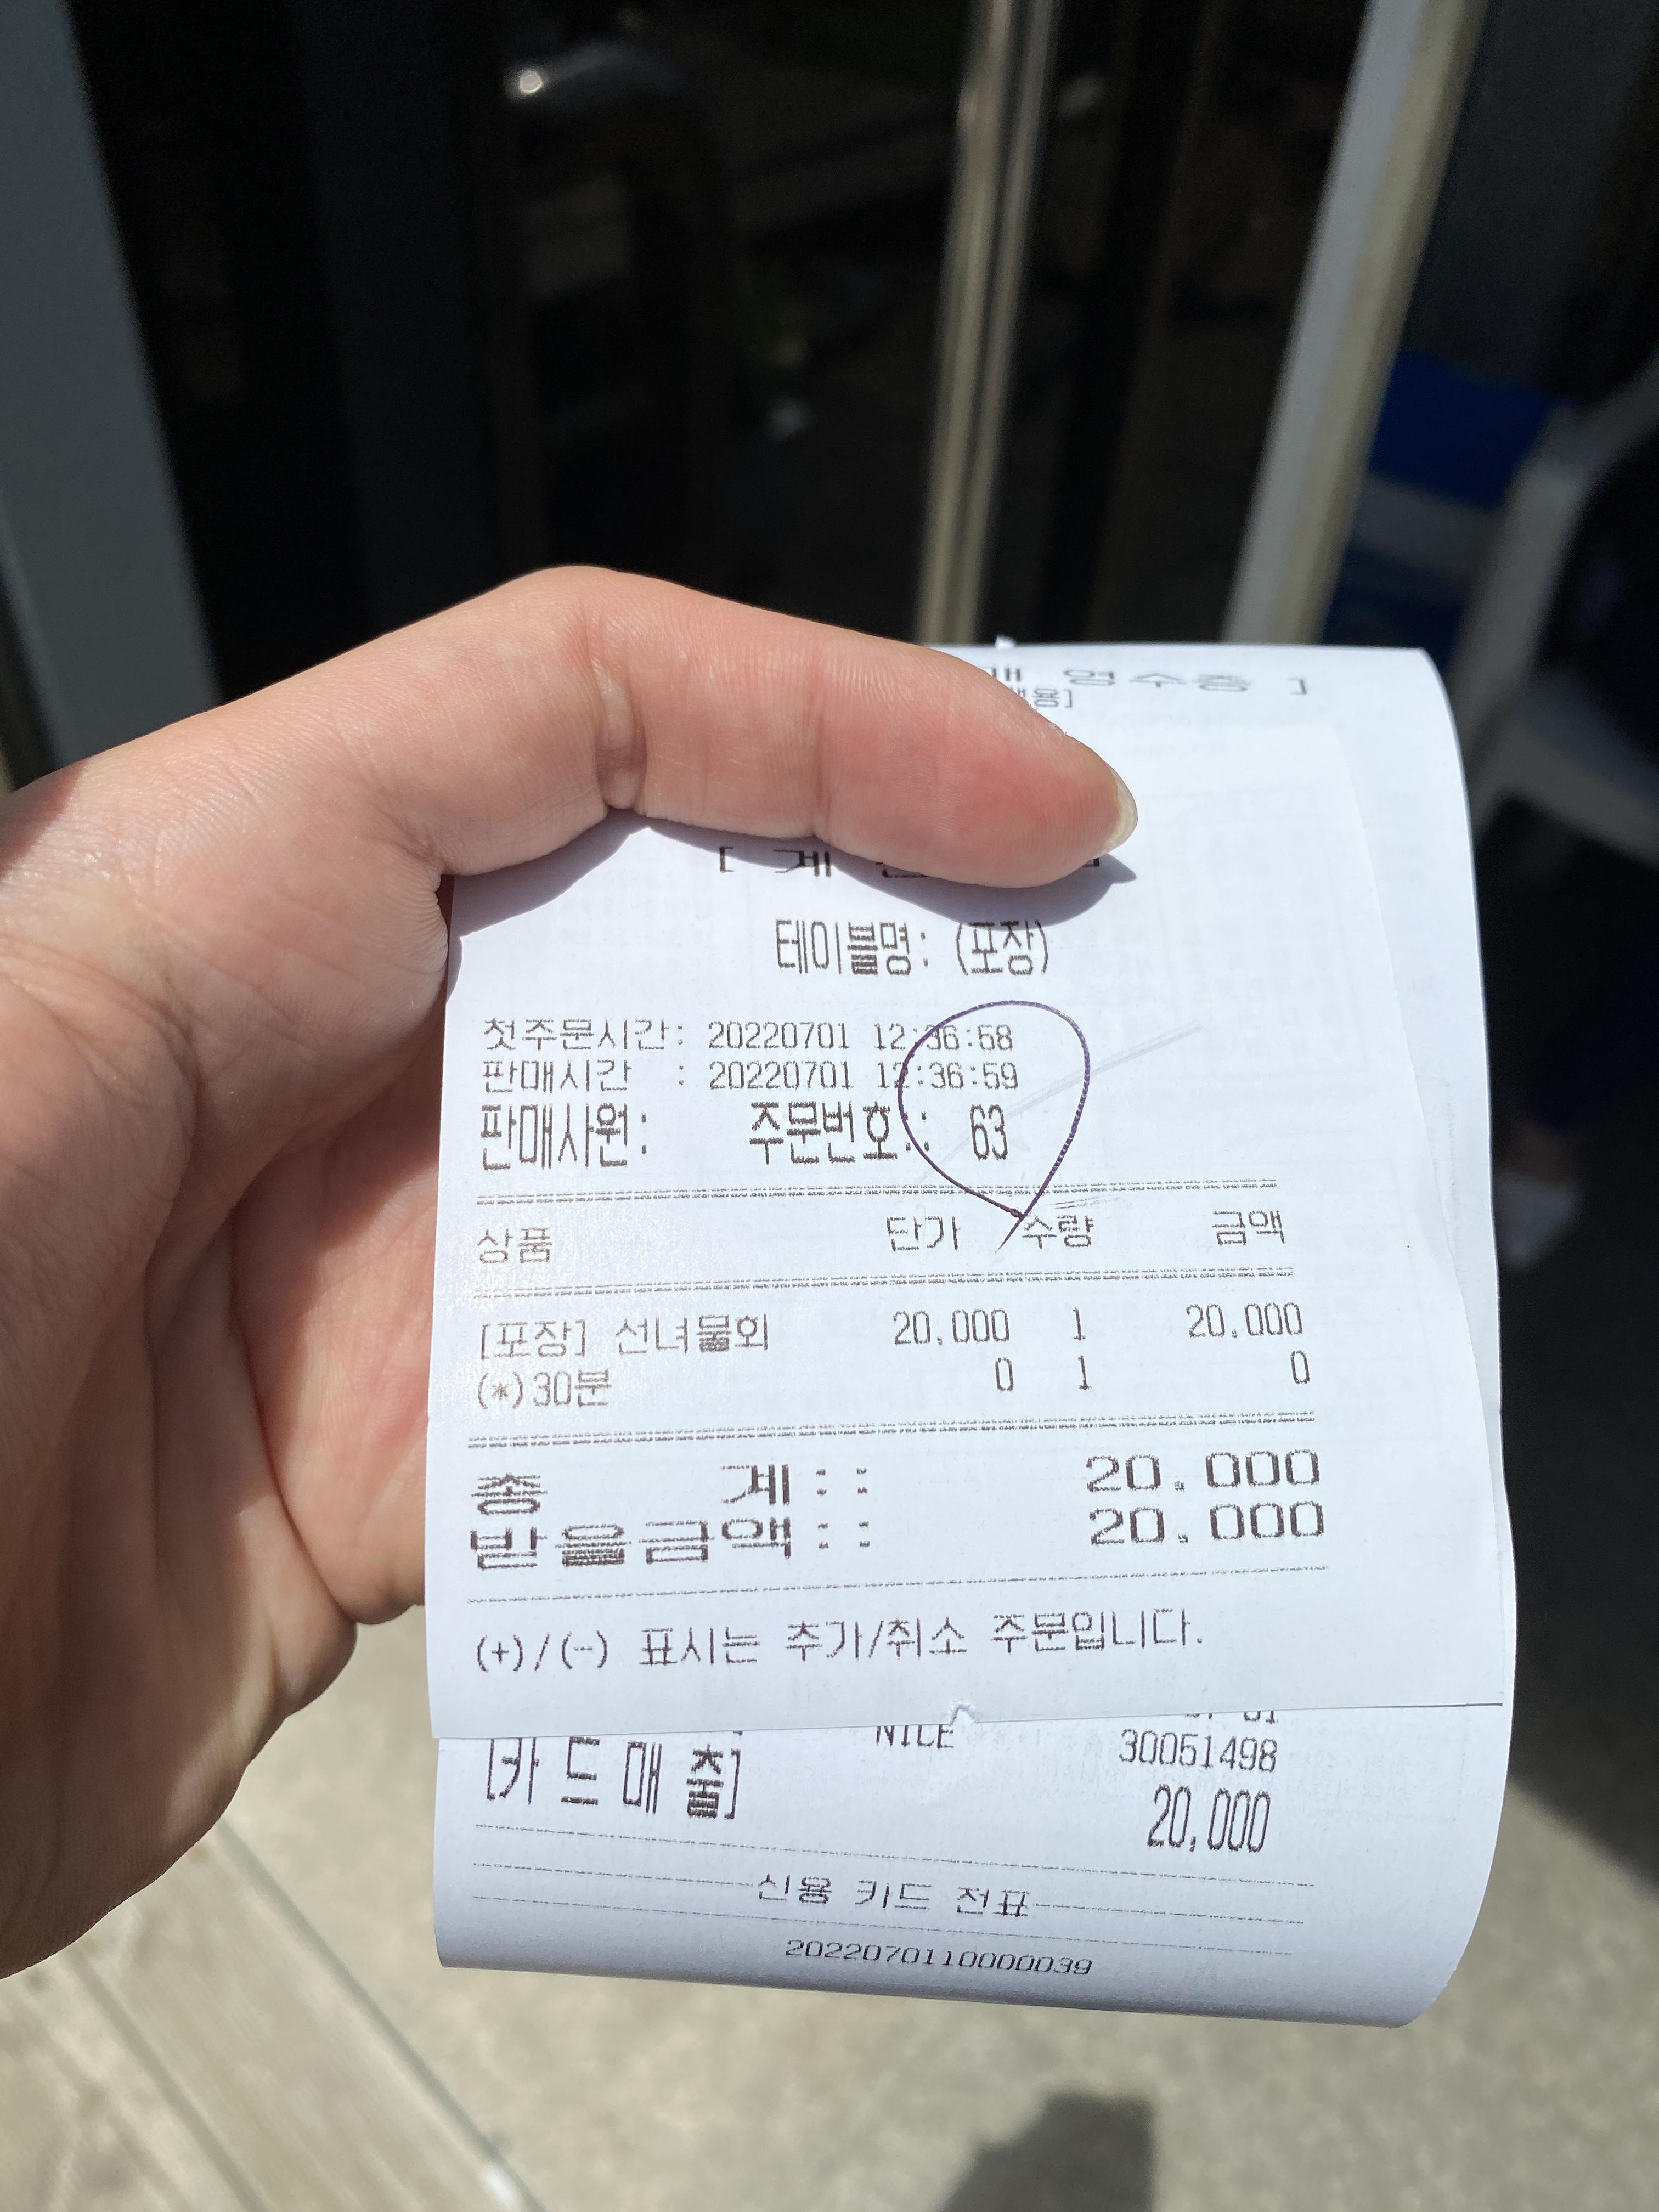 영수증 ]
[ 계
테이블명: (포장)
첫주문시간: 20220701 12:36:58
판매시간 : 20220701 12:36:59
판매사원: 주문번호:: 63
상품 단가 수량 금액
[포장] 선녀물회 20,000 1 20,000
(*)30분 0 1 0
총 계:: 20,000
받을금액:: 20,000
(+)/(-) 표시는 추가/취소 주문입니다.
NICE 30051498
[카드매출] 20,000
신용 카드 전표
2022070110000039